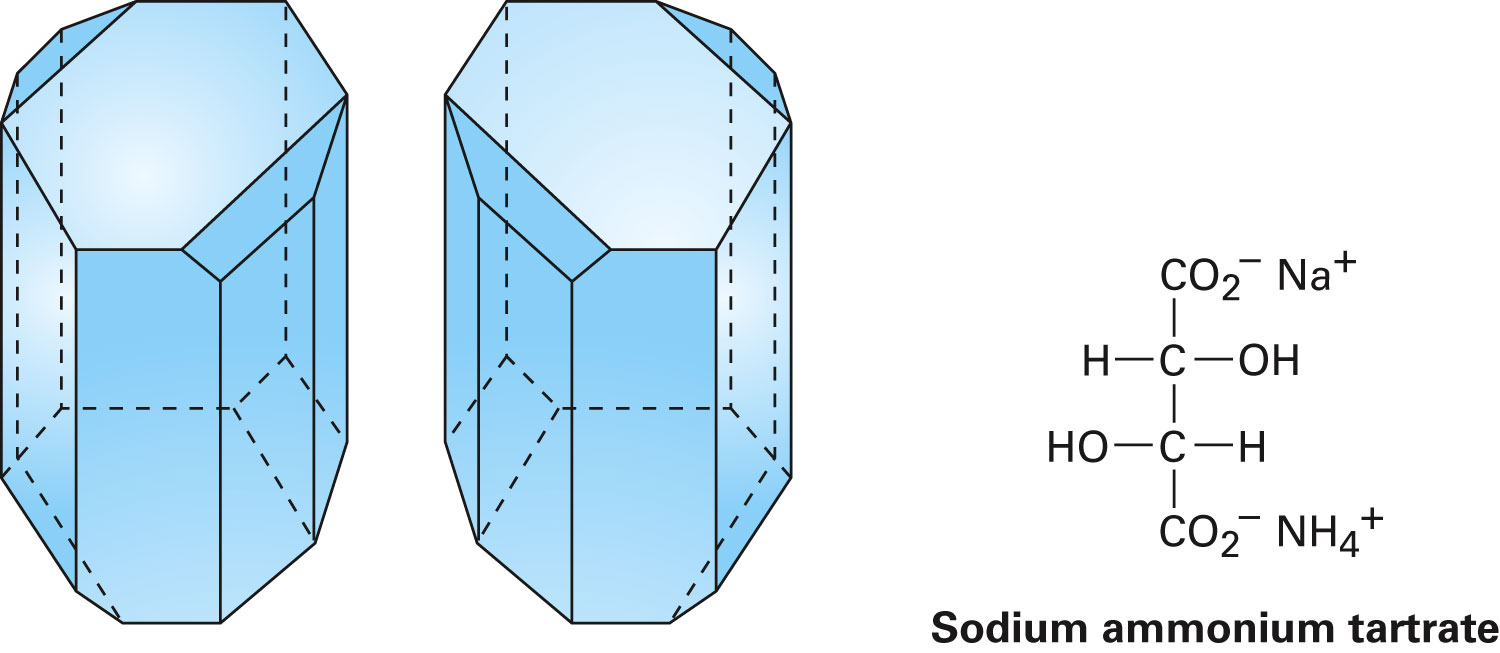 CO₂⁻ Na⁺
H—C—OH
HO—C—H
CO₂⁻ NH₄⁺
Sodium ammonium tartrate